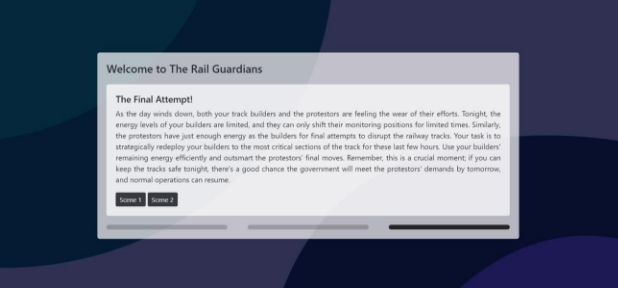 Welcome to The Rail Guardians
The Final Attempt!
As the day winds down, both your track builders and the protestors are feeling the wear of their efforts. Tonight, the
energy levels of your builders are limited, and they can only shift their monitoring positions for limited times. Similarly,
the protestors have just enough energy as the builders for final attempts to disrupt the railway tracks. Your task is to
strategically redeploy your builders to the most critical sections of the track for these last few hours. Use your builders'
remaining energy efficiently and outsmart the protestors' final moves. Remember, this is a crucial moment; if you can
keep the tracks safe tonight, there's a good chance the government will meet the protestors' demands by tomorrow,
and normal operations can resume.
Scene 1 Scene 2